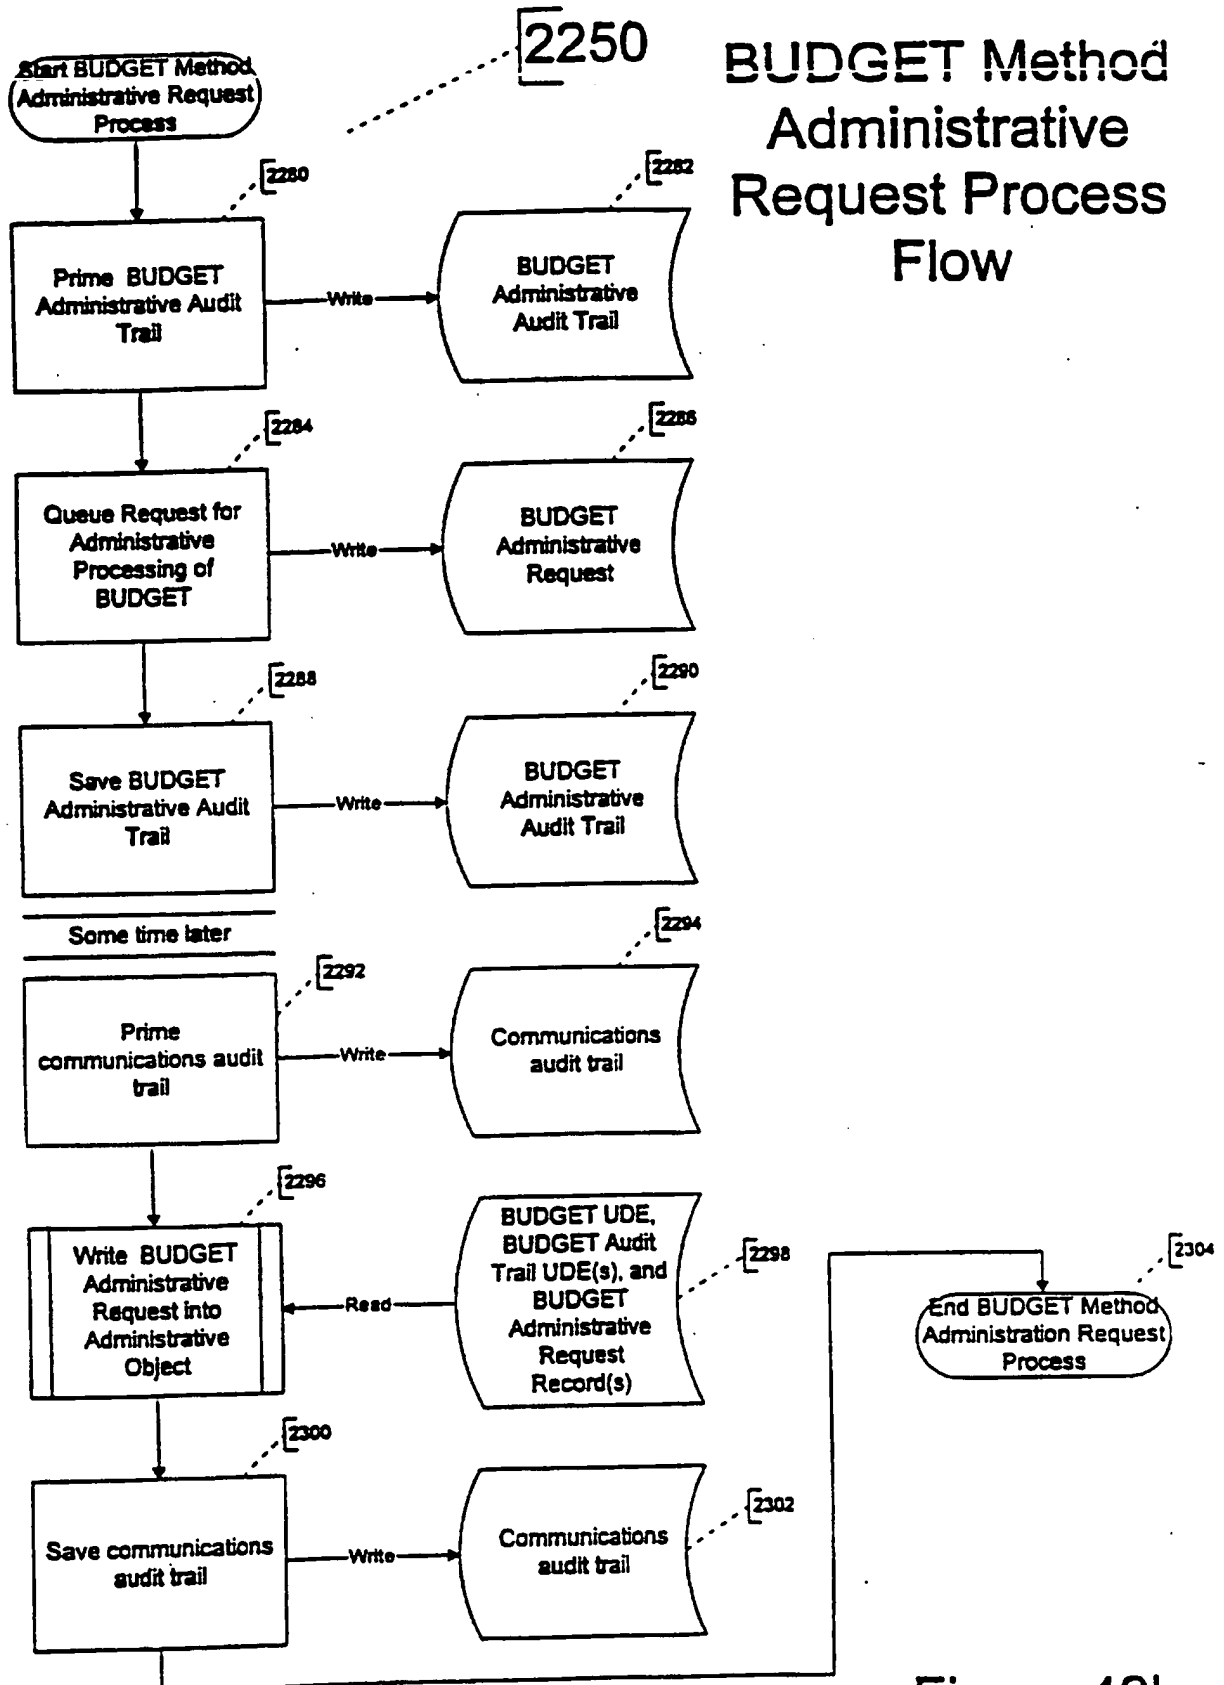 2250
BUDGET Method
Administrative
Request Process
Flow
Start BUDGET Method
Administrative Request
Process
2280
2282
Prime BUDGET
Administrative Audit
Trail
Write
BUDGET
Administrative
Audit Trail
2284
2286
Queue Request for
Administrative
Processing of
BUDGET
Write
BUDGET
Administrative
Request
2288
2290
Save BUDGET
Administrative Audit
Trail
Write
BUDGET
Administrative
Audit Trail
Some time later
2292
2294
Prime
communications audit
trail
Write
Communications
audit trail
2296
Write BUDGET
Administrative
Request into
Administrative
Object
Read
BUDGET UDE,
BUDGET Audit
Trail UDE(s), and
BUDGET
Administrative
Request
Record(s)
2298
2304
End BUDGET Method
Administration Request
Process
2300
2302
Save communications
audit trail
Write
Communications
audit trail